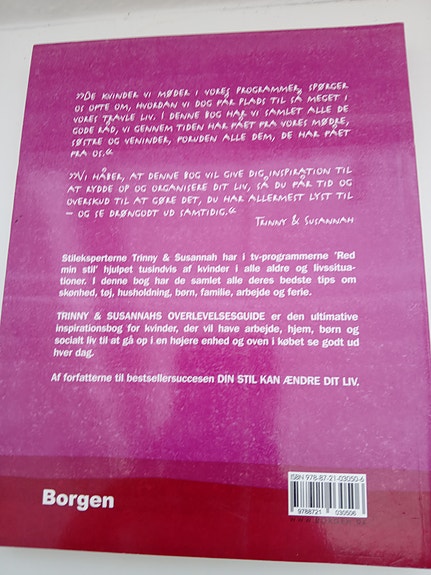 »De kvinder vi møder i vores programmer, spørger
os ofte om, hvordan vi dog får plads til så meget i
vores travle liv. I denne bog har vi samlet alle de
gode råd, vi gennem tiden har fået fra vores mødre,
søstre og veninder, foruden alle dem, de har fået
fra os.«
»Vi håber, at denne bog vil give dig inspiration til
at rydde op og organisere dit liv, så du får tid og
overskud til at gøre det, du har allermest lyst til
– og se drøngodt ud samtidig.«
Trinny & Susannah
Stileksperterne Trinny & Susannah har i tv-programmerne 'Red
min stil' hjulpet tusindvis af kvinder i alle aldre og livssitua-
tioner. I denne bog har de samlet alle deres bedste tips om
skønhed, tøj, husholdning, børn, familie, arbejde og ferie.
TRINNY & SUSANNAHS OVERLEVELSESGUIDE er den ultimative
inspirationsbog for kvinder, der vil have arbejde, hjem, børn og
socialt liv til at gå op i en højere enhed og oven i købet se godt ud
hver dag.
Af forfatterne til bestsellersuccesen DIN STIL KAN ÆNDRE DIT LIV.
Borgen
ISBN 978-87-21-03050-6
9788721 030506